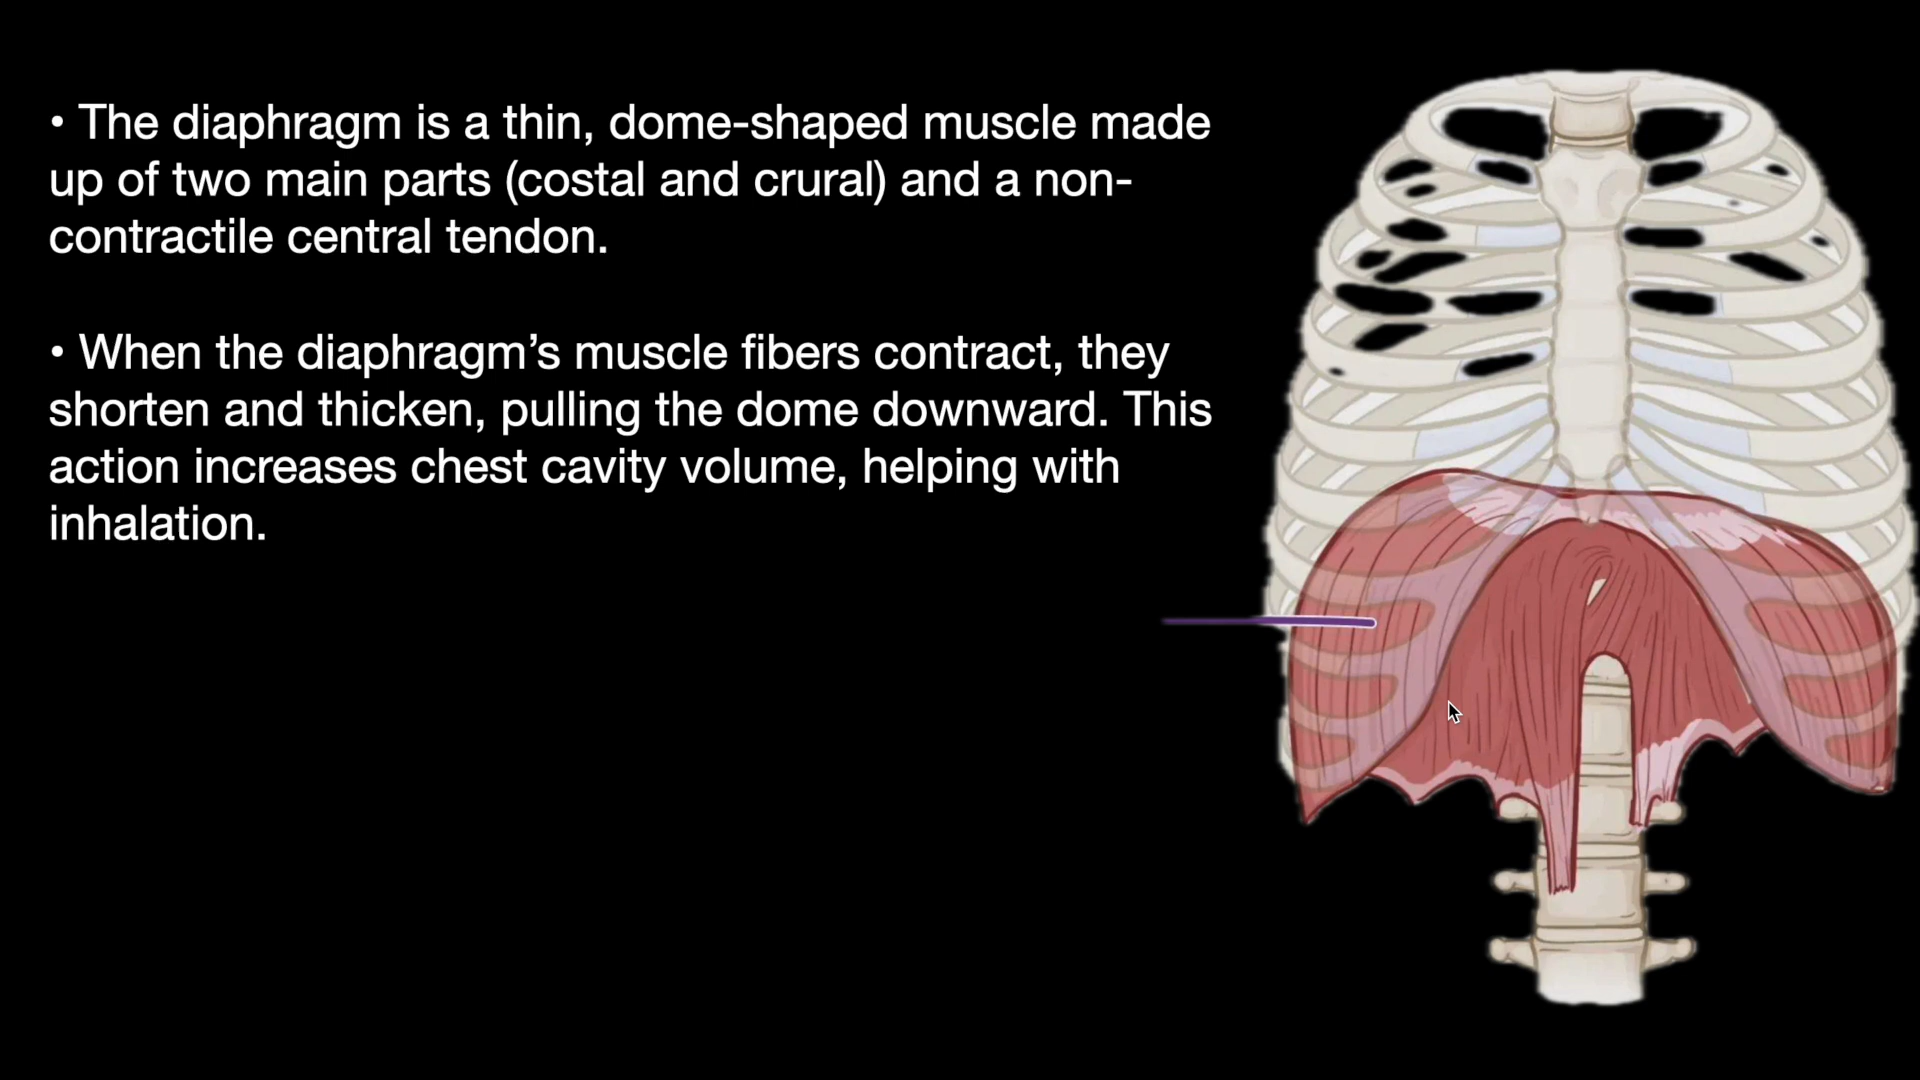 • The diaphragm is a thin, dome-shaped muscle made
up of two main parts (costal and crural) and a non-
contractile central tendon.
• When the diaphragm’s muscle fibers contract, they
shorten and thicken, pulling the dome downward. This
action increases chest cavity volume, helping with
inhalation.